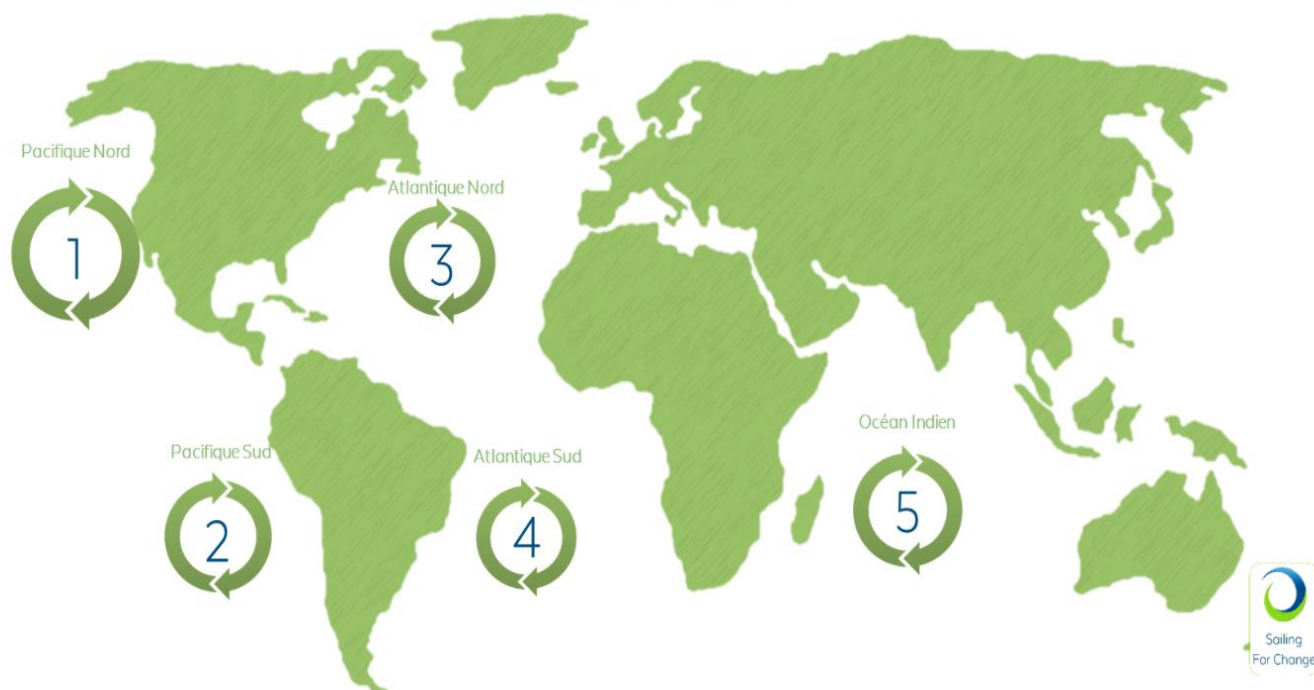 Pacifique Nord
1
Atlantique Nord
3
Pacifique Sud
2
Atlantique Sud
4
Océan Indien
5
Sailing
For Change